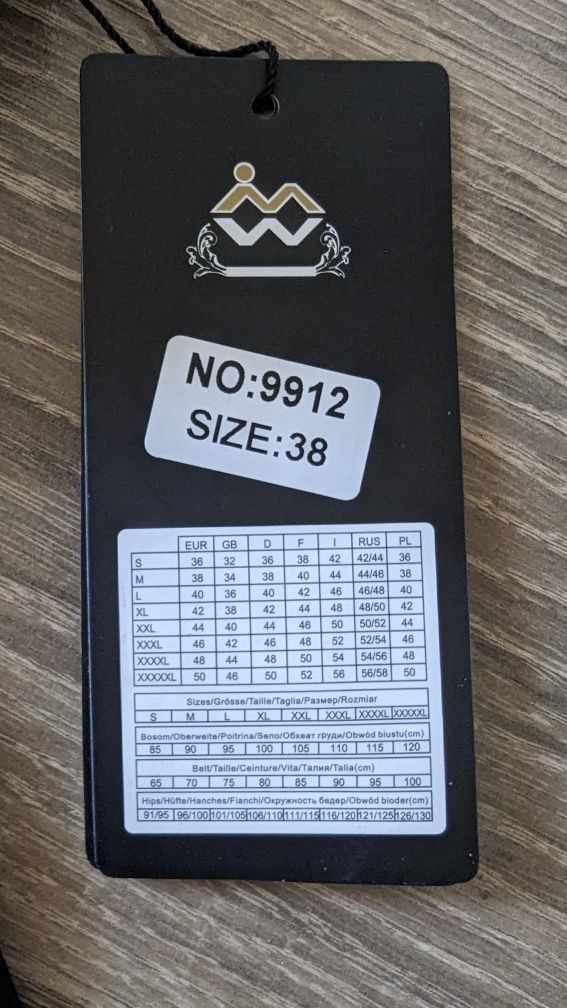 NO:9912
SIZE:38
EUR GB D F I RUS PL
S 36 32 36 38 42 42/44 36
M 38 34 38 40 44 44/46 38
L 40 36 40 42 46 46/48 40
XL 42 38 42 44 48 48/50 42
XXL 44 40 44 46 50 50/52 44
XXXL 46 42 46 48 52 52/54 46
XXXXL 48 44 48 50 54 54/56 48
XXXXXL 50 46 50 52 56 56/58 50
Sizes/Grösse/Taille/Taglia/Размер/Rozmiar
S M L XL XXL XXXL XXXXL XXXXXL
Bosom/Oberweite/Poitrina/Seno/Обхват груди/Obwód biustu(cm)
85 90 95 100 105 110 115 120
Belt/Taille/Ceinture/Vita/Талия/Talia(cm)
65 70 75 80 85 90 95 100
Hips/Hüfte/Hanches/Fianchi/Окружность бедер/Obwód bioder(cm)
91/95 96/100 101/105 106/110 111/115 116/120 121/125 126/130